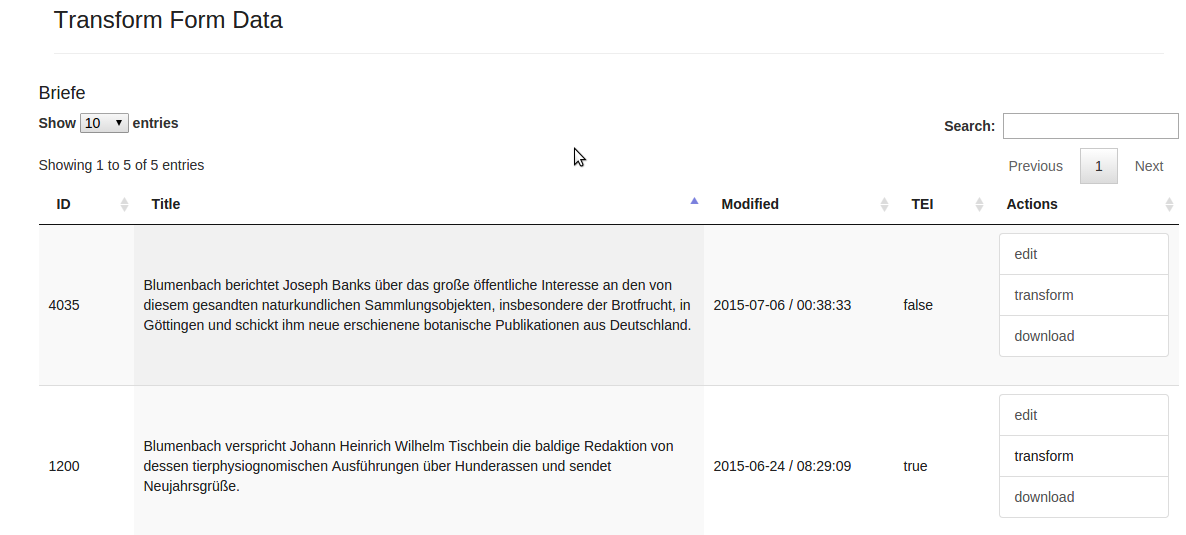 Transform Form Data
Briefe
Show 10 entries
Search:
Showing 1 to 5 of 5 entries
Previous 1 Next
ID Title Modified TEI Actions
4035
Blumenbach berichtet Joseph Banks über das große öffentliche Interesse an den von
diesem gesandten naturkundlichen Sammlungsobjekten, insbesondere der Brotfrucht, in
Göttingen und schickt ihm neue erschienene botanische Publikationen aus Deutschland.
2015-07-06 / 00:38:33
false
edit
transform
download
1200
Blumenbach verspricht Johann Heinrich Wilhelm Tischbein die baldige Redaktion von
dessen tierphysiognomischen Ausführungen über Hunderassen und sendet
Neujahrsgrüße.
2015-06-24 / 08:29:09
true
edit
transform
download